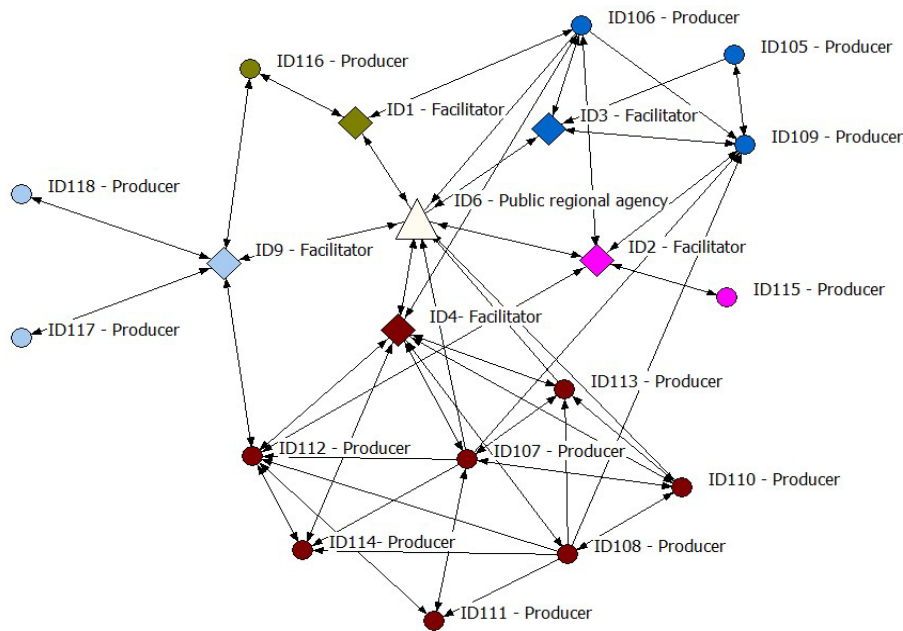 ID106 - Producer
ID105 - Producer
ID116 - Producer
ID1 - Facilitator
ID3 - Facilitator
ID109 - Producer
ID118 - Producer
ID6 - Public regional agency
ID9 - Facilitator
ID2 - Facilitator
ID115 - Producer
ID117 - Producer
ID4- Facilitator
ID113 - Producer
ID112 - Producer
ID107 - Producer
ID110 - Producer
ID114- Producer
ID108 - Producer
ID111 - Producer